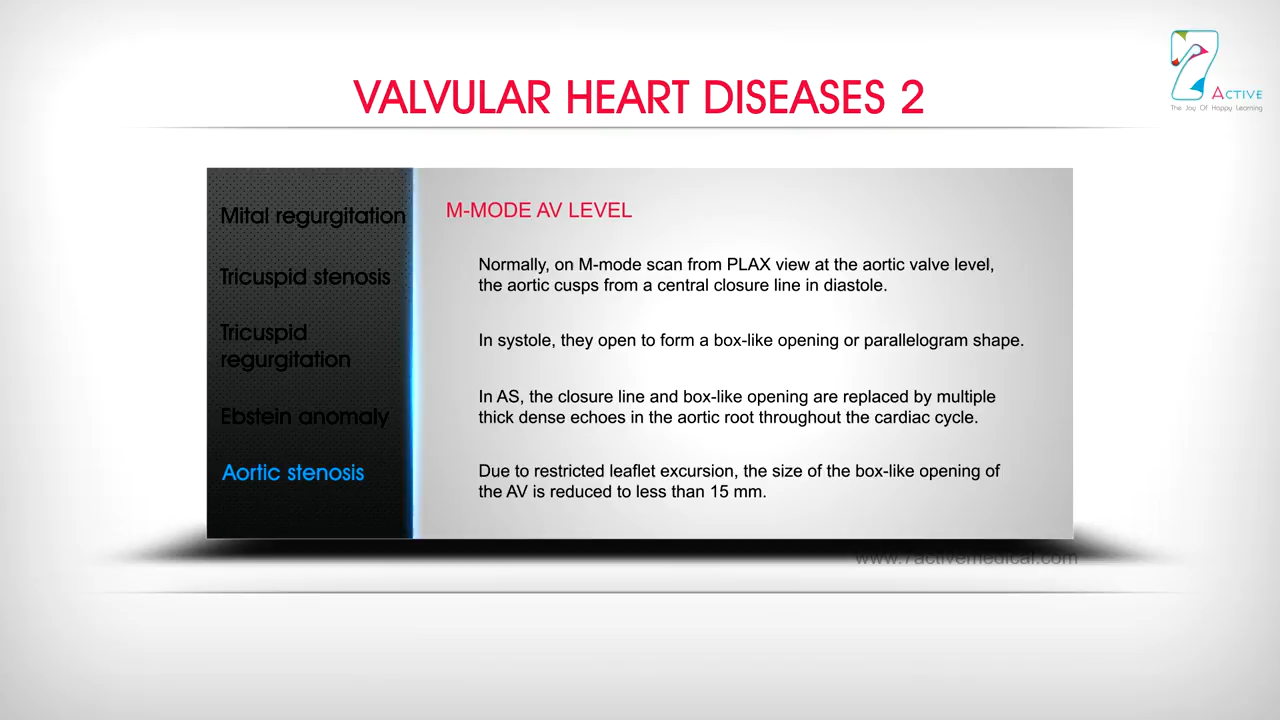 VALVULAR HEART DISEASES 2
7 ACTIVE
The Joy Of Happy Learning
Mital regurgitation
Tricuspid stenosis
Tricuspid
regurgitation
Ebstein anomaly
Aortic stenosis
M-MODE AV LEVEL
Normally, on M-mode scan from PLAX view at the aortic valve level,
the aortic cusps from a central closure line in diastole.
In systole, they open to form a box-like opening or parallelogram shape.
In AS, the closure line and box-like opening are replaced by multiple
thick dense echoes in the aortic root throughout the cardiac cycle.
Due to restricted leaflet excursion, the size of the box-like opening of
the AV is reduced to less than 15 mm.
www.7activemedical.com